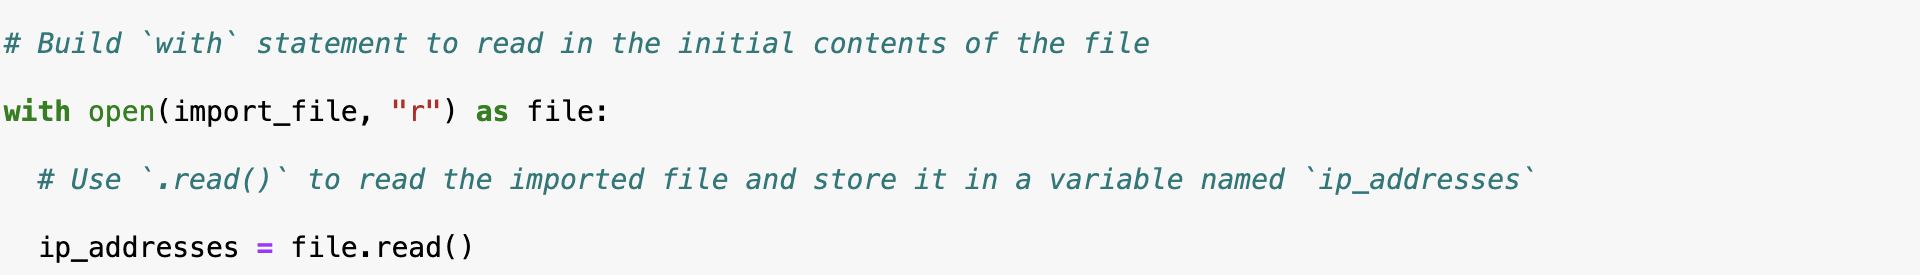 # Build `with` statement to read in the initial contents of the file
with open(import_file, "r") as file:
  # Use `.read()` to read the imported file and store it in a variable named `ip_addresses`
  ip_addresses = file.read()